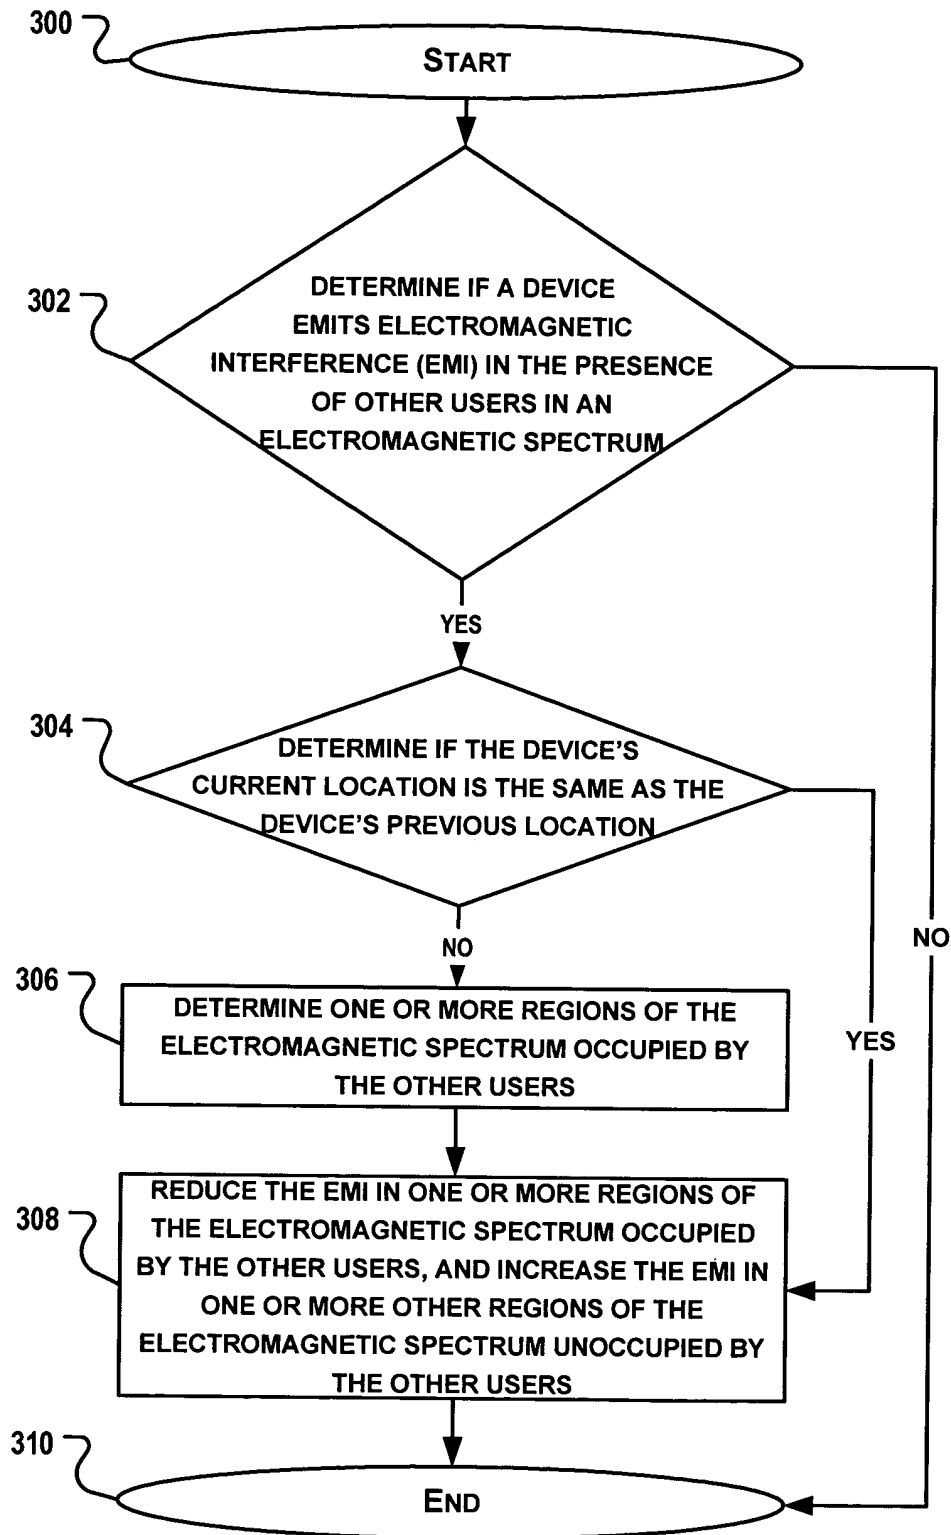 300
START
302
DETERMINE IF A DEVICE
EMITS ELECTROMAGNETIC
INTERFERENCE (EMI) IN THE PRESENCE
OF OTHER USERS IN AN
ELECTROMAGNETIC SPECTRUM
YES
304
DETERMINE IF THE DEVICE'S
CURRENT LOCATION IS THE SAME AS THE
DEVICE'S PREVIOUS LOCATION
NO
NO
306
DETERMINE ONE OR MORE REGIONS OF THE
ELECTROMAGNETIC SPECTRUM OCCUPIED BY
THE OTHER USERS
YES
308
REDUCE THE EMI IN ONE OR MORE REGIONS OF
THE ELECTROMAGNETIC SPECTRUM OCCUPIED
BY THE OTHER USERS, AND INCREASE THE EMI IN
ONE OR MORE OTHER REGIONS OF THE
ELECTROMAGNETIC SPECTRUM UNOCCUPIED BY
THE OTHER USERS
310
END